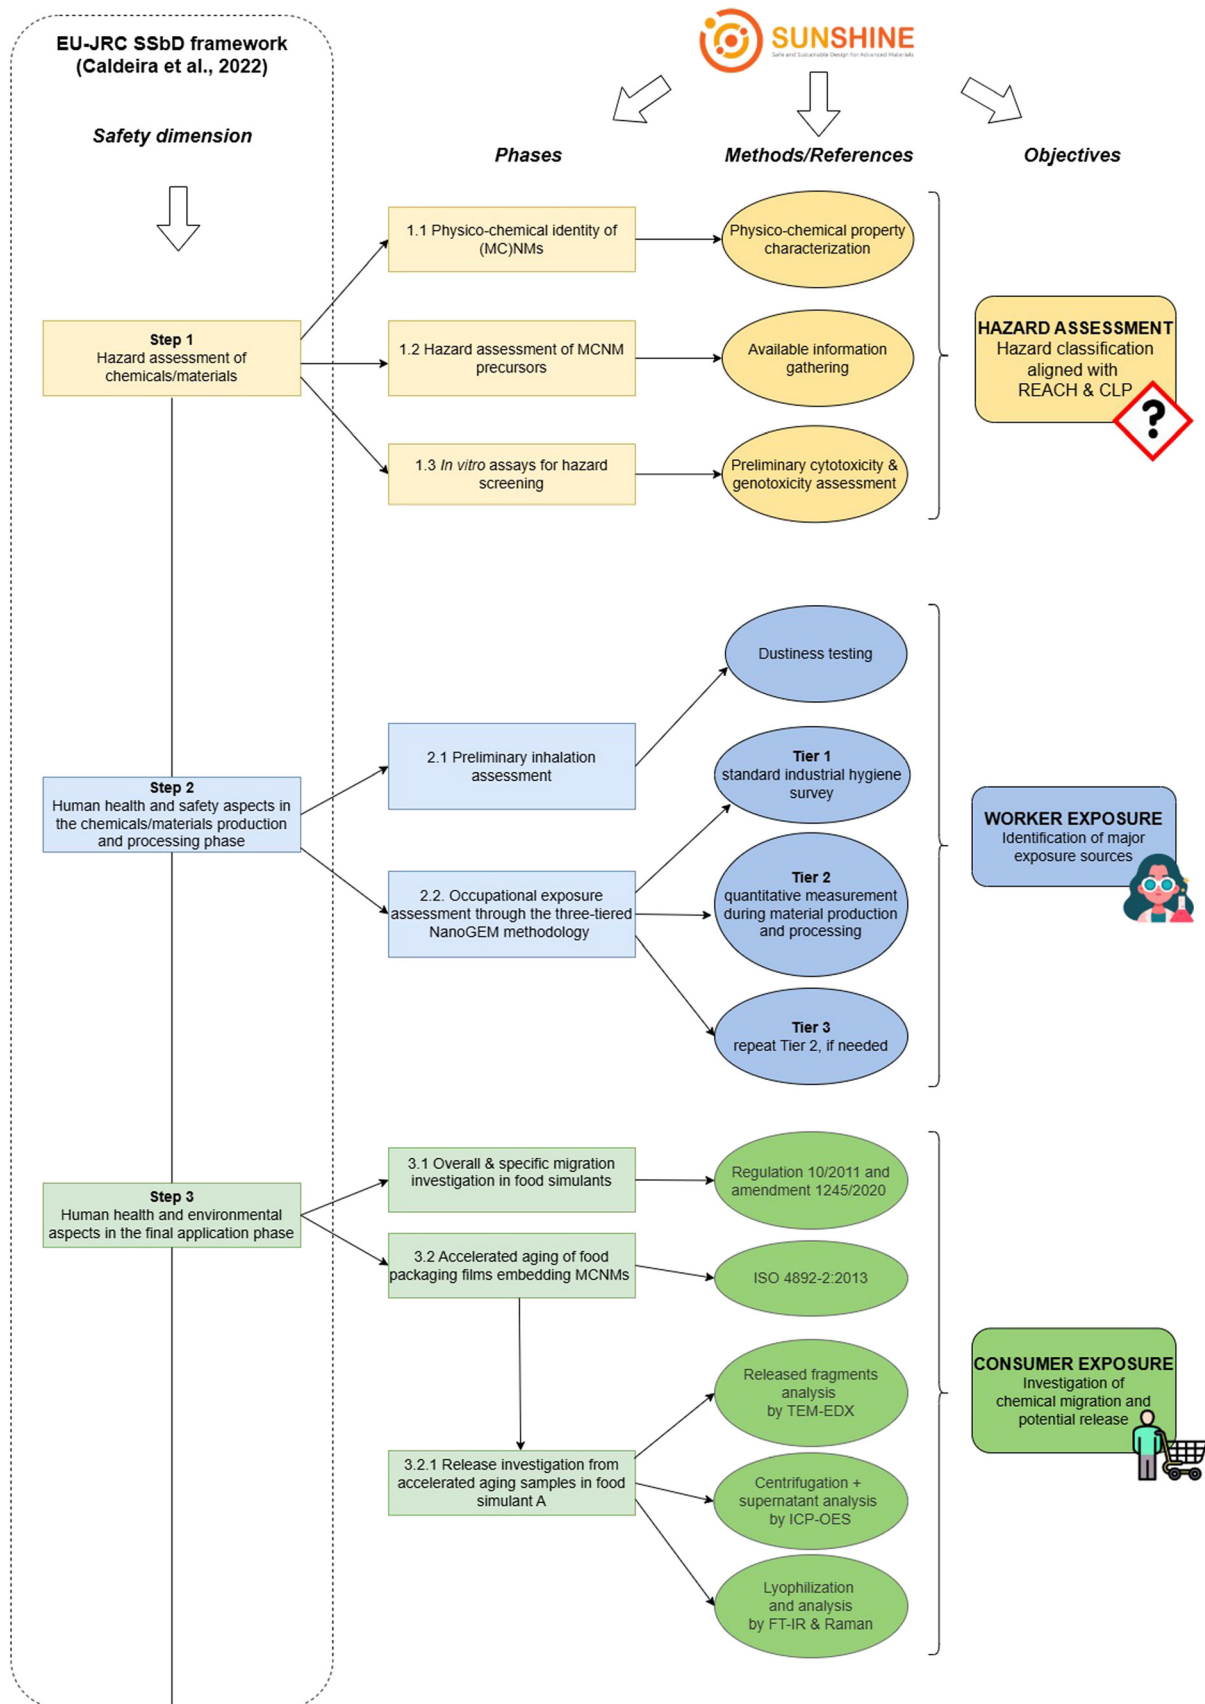 EU-JRC SSbD framework
(Caldeira et al., 2022)
SUNSHINE
Safe and Sustainable Design for Advanced Materials
Safety dimension
Phases
Methods/References
Objectives
1.1 Physico-chemical identity of
(MC)NMs
Physico-chemical property
characterization
Step 1
Hazard assessment of
chemicals/materials
1.2 Hazard assessment of MCNM
precursors
Available information
gathering
HAZARD ASSESSMENT
Hazard classification
aligned with
REACH & CLP
?
1.3 In vitro assays for hazard
screening
Preliminary cytotoxicity &
genotoxicity assessment
Dustiness testing
2.1 Preliminary inhalation
assessment
Tier 1
standard industrial hygiene
survey
Step 2
Human health and safety aspects in
the chemicals/materials production
and processing phase
WORKER EXPOSURE
Identification of major
exposure sources
2.2. Occupational exposure
assessment through the three-tiered
NanoGEM methodology
Tier 2
quantitative measurement
during material production
and processing
Tier 3
repeat Tier 2, if needed
3.1 Overall & specific migration
investigation in food simulants
Regulation 10/2011 and
amendment 1245/2020
Step 3
Human health and environmental
aspects in the final application phase
3.2 Accelerated aging of food
packaging films embedding MCNMs
ISO 4892-2:2013
Released fragments
analysis
by TEM-EDX
CONSUMER EXPOSURE
Investigation of
chemical migration and
potential release
3.2.1 Release investigation from
accelerated aging samples in food
simulant A
Centrifugation +
supernatant analysis
by ICP-OES
Lyophilization
and analysis
by FT-IR & Raman